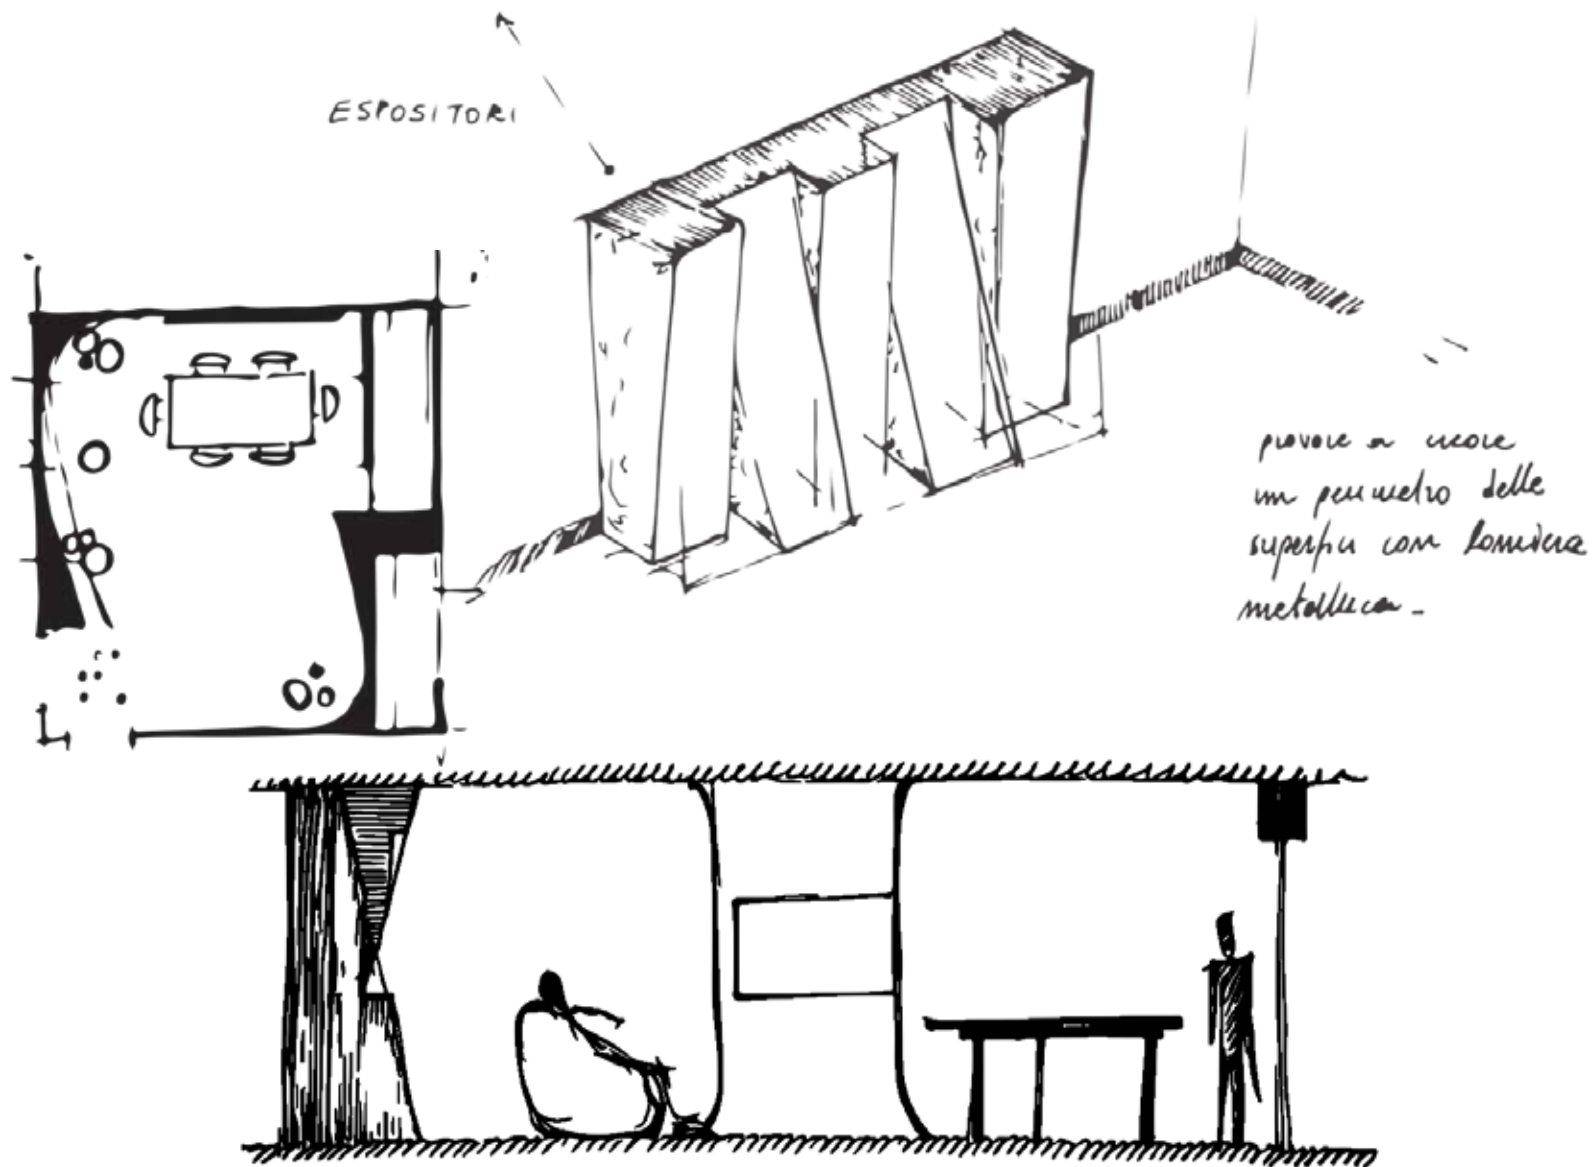 ESPOSITORI
provare a creare
un perimetro delle
superfici con lamiera
metallica -